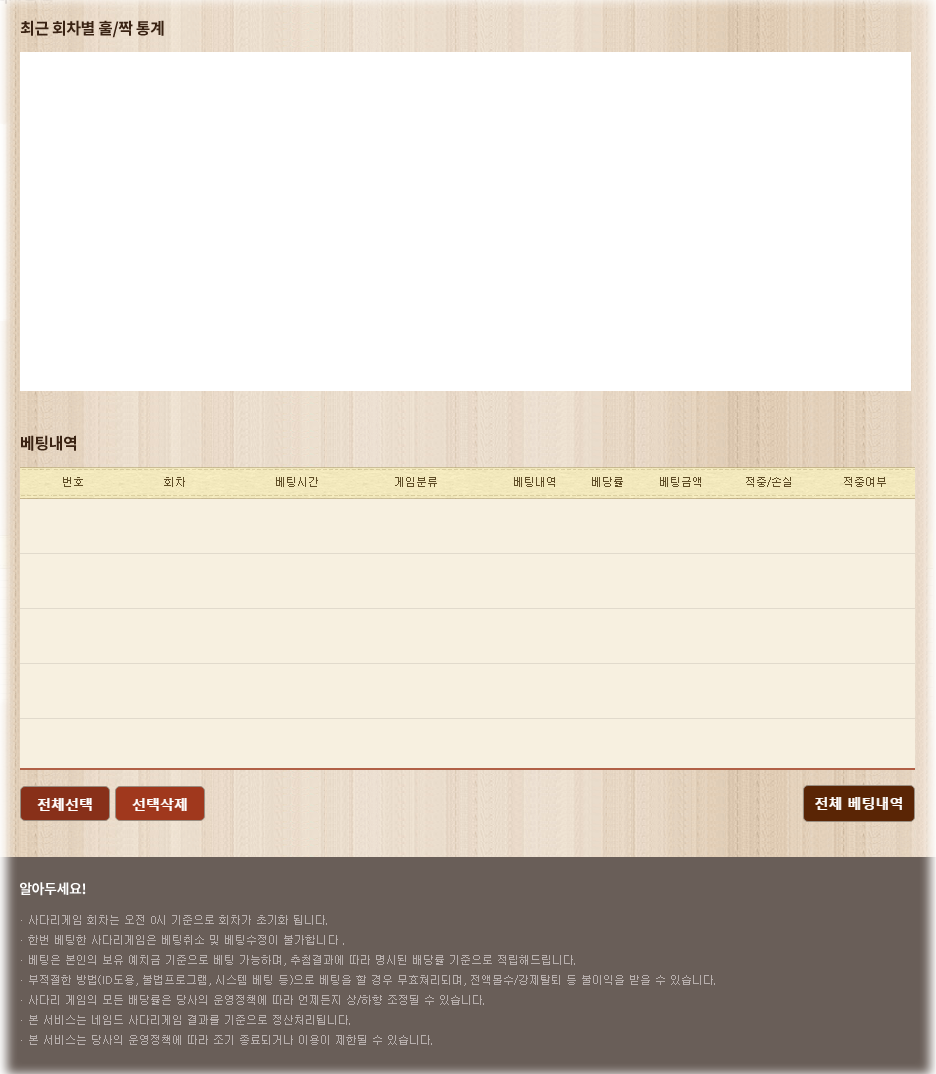 최근 회차별 홀/짝 통계
베팅내역
번호 회차 베팅시간 게임분류 베팅내역 배당률 베팅금액 적중/손실 적중여부
전체선택 선택삭제 전체 베팅내역
알아두세요!
· 사다리게임 회차는 오전 0시 기준으로 회차가 초기화 됩니다.
· 한번 베팅한 사다리게임은 베팅취소 및 베팅수정이 불가합니다 .
· 베팅은 본인의 보유 예치금 기준으로 베팅 가능하며, 추첨결과에 따라 명시된 배당률 기준으로 적립해드립니다.
· 부적절한 방법(ID도용, 불법프로그램, 시스템 베팅 등)으로 베팅을 할 경우 무효처리되며, 전액몰수/강제탈퇴 등 불이익을 받을 수 있습니다.
· 사다리 게임의 모든 배당률은 당사의 운영정책에 따라 언제든지 상/하향 조정될 수 있습니다.
· 본 서비스는 네임드 사다리게임 결과를 기준으로 정산처리됩니다.
· 본 서비스는 당사의 운영정책에 따라 조기 종료되거나 이용이 제한될 수 있습니다.